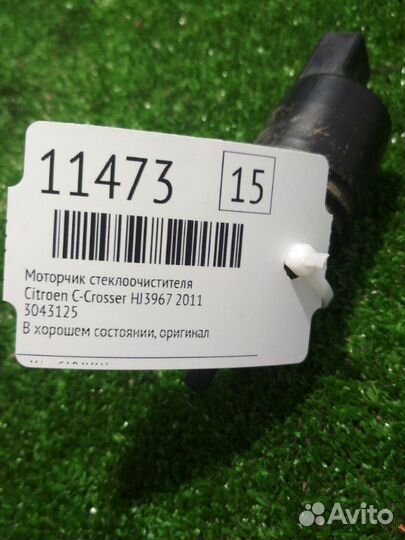 11473 15
Моторчик стеклоочистителя
Citroen C-Crosser HJ3967 2011
3043125
В хорошем состоянии, оригинал
Avito